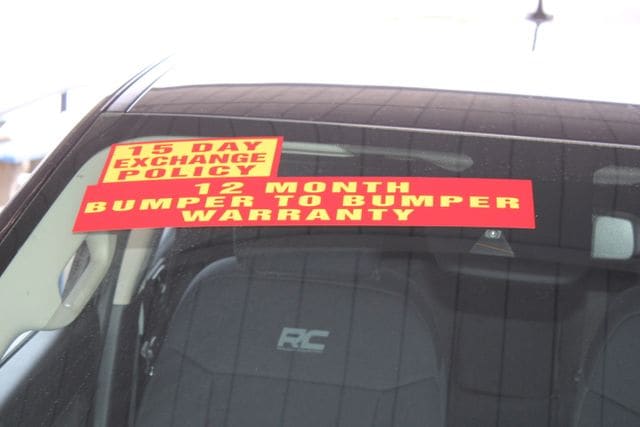 15 DAY
EXCHANGE
POLICY
12 MONTH
BUMPER TO BUMPER
WARRANTY
RC